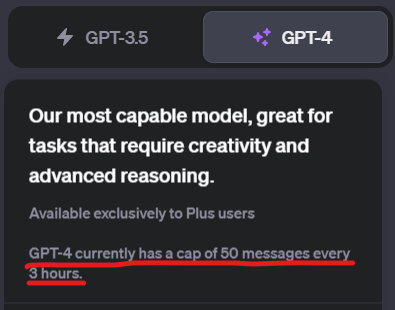 GPT-3.5 GPT-4
Our most capable model, great for
tasks that require creativity and
advanced reasoning.
Available exclusively to Plus users
GPT-4 currently has a cap of 50 messages every
3 hours.